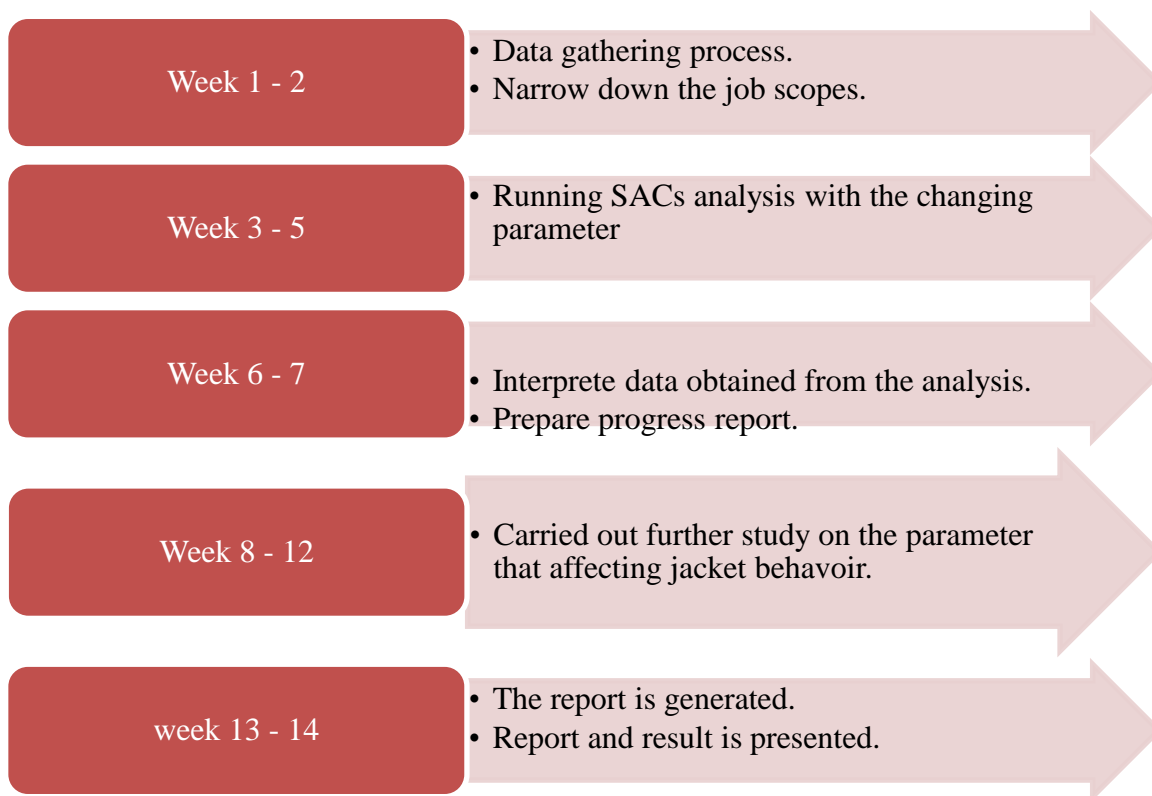 Week 1 - 2
• Data gathering process.
• Narrow down the job scopes.
Week 3 - 5
• Running SACs analysis with the changing
parameter
Week 6 - 7
• Interprete data obtained from the analysis.
• Prepare progress report.
Week 8 - 12
• Carried out further study on the parameter
that affecting jacket behavoir.
week 13 - 14
• The report is generated.
• Report and result is presented.